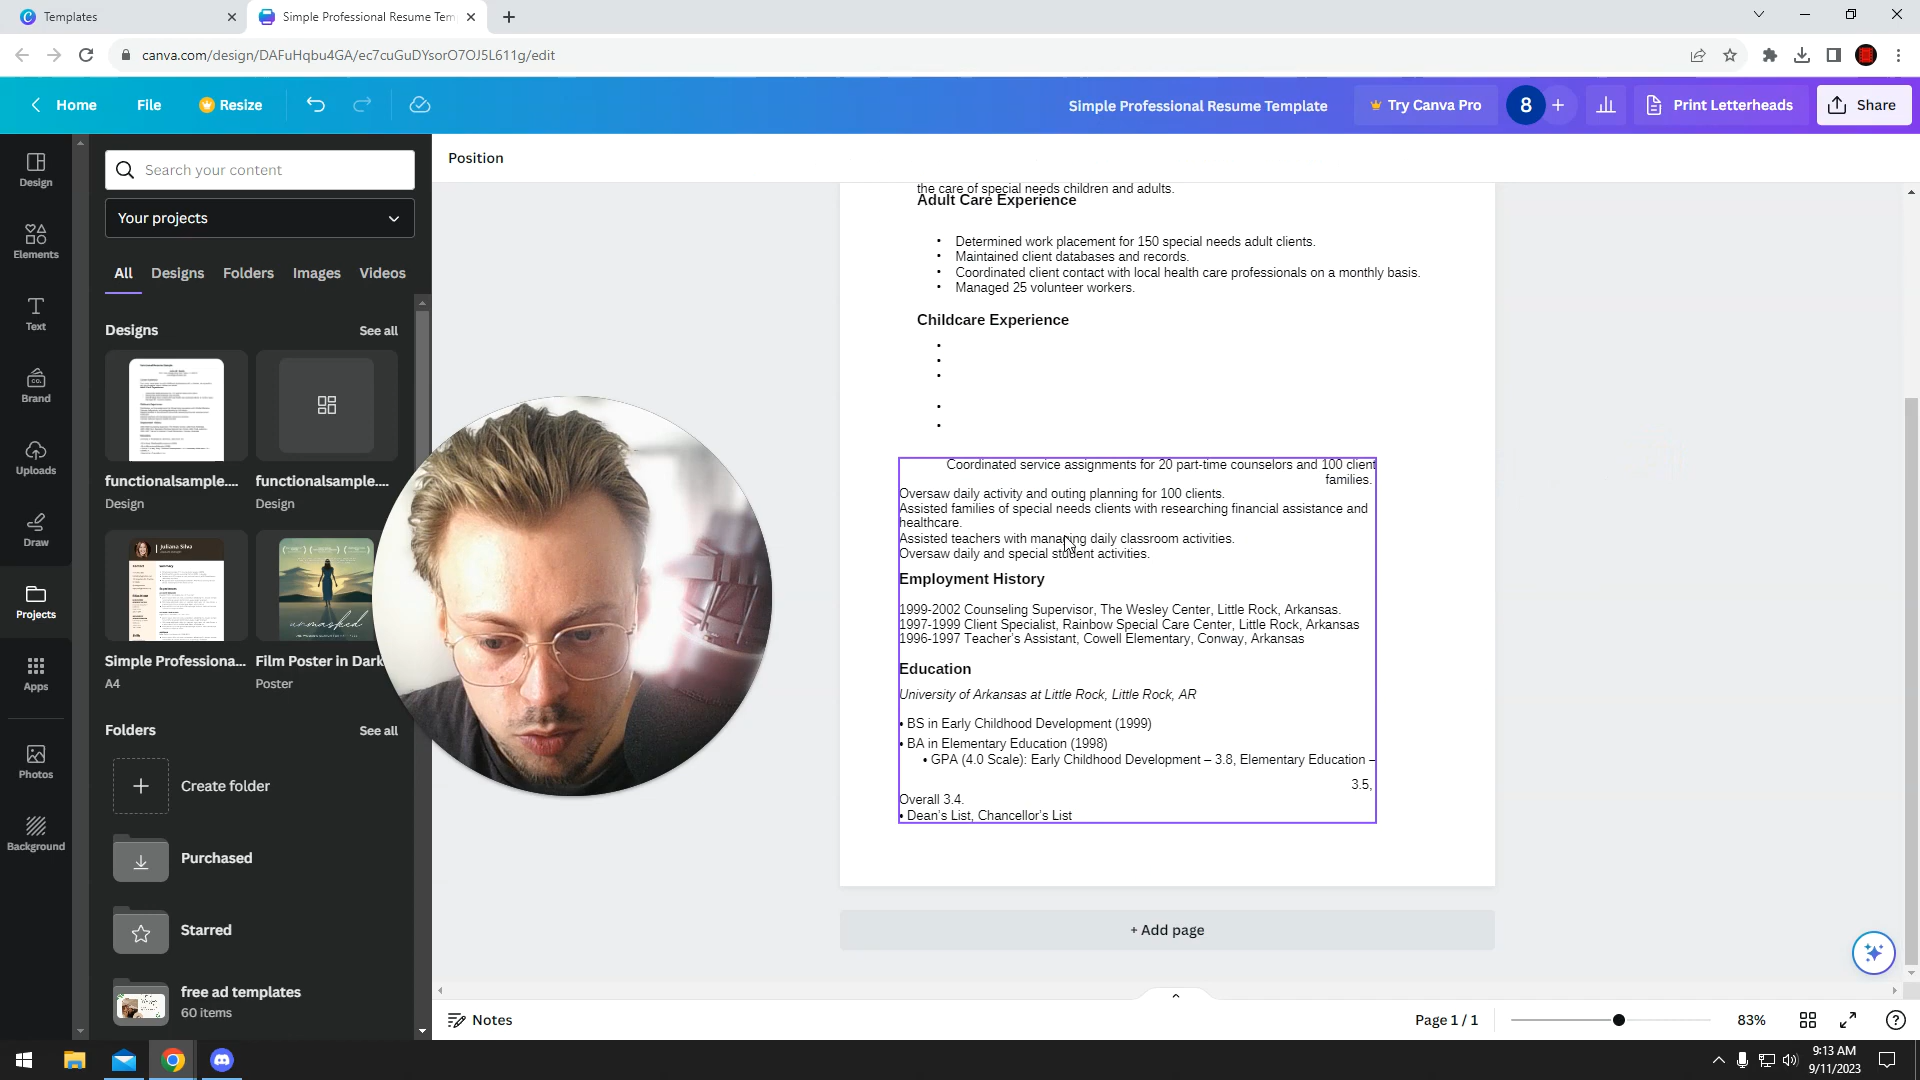 Templates
Simple Professional Resume Tem
canva.com/design/DAFuHqbu4GA/ec7cuGuDYsorO7OJ5L611g/edit
Home
File
Resize
Simple Professional Resume Template
Try Canva Pro
8
+
Print Letterheads
Share
Design
Elements
Text
CO.
Brand
Uploads
Draw
Projects
Apps
Photos
Background
Search your content
Your projects
All
Designs
Folders
Images
Videos
Designs
See all
functionalsample....
Design
functionalsample....
Design
Juliana Silva
unmasked
Simple Professiona...
A4
Film Poster in Dark
Poster
Folders
See all
Create folder
Purchased
Starred
free ad templates
60 items
Position
the care of special needs children and adults.
Adult Care Experience
• Determined work placement for 150 special needs adult clients.
• Maintained client databases and records.
• Coordinated client contact with local health care professionals on a monthly basis.
• Managed 25 volunteer workers.
Childcare Experience
•
•
•
•
•
Coordinated service assignments for 20 part-time counselors and 100 client
families.
Oversaw daily activity and outing planning for 100 clients.
Assisted families of special needs clients with researching financial assistance and
healthcare.
Assisted teachers with managing daily classroom activities.
Oversaw daily and special student activities.
Employment History
1999-2002 Counseling Supervisor, The Wesley Center, Little Rock, Arkansas.
1997-1999 Client Specialist, Rainbow Special Care Center, Little Rock, Arkansas
1996-1997 Teacher's Assistant, Cowell Elementary, Conway, Arkansas
Education
University of Arkansas at Little Rock, Little Rock, AR
• BS in Early Childhood Development (1999)
• BA in Elementary Education (1998)
• GPA (4.0 Scale): Early Childhood Development – 3.8, Elementary Education –
3.5,
Overall 3.4.
• Dean's List, Chancellor's List
+ Add page
Notes
Page 1 / 1
83%
9:13 AM
9/11/2023